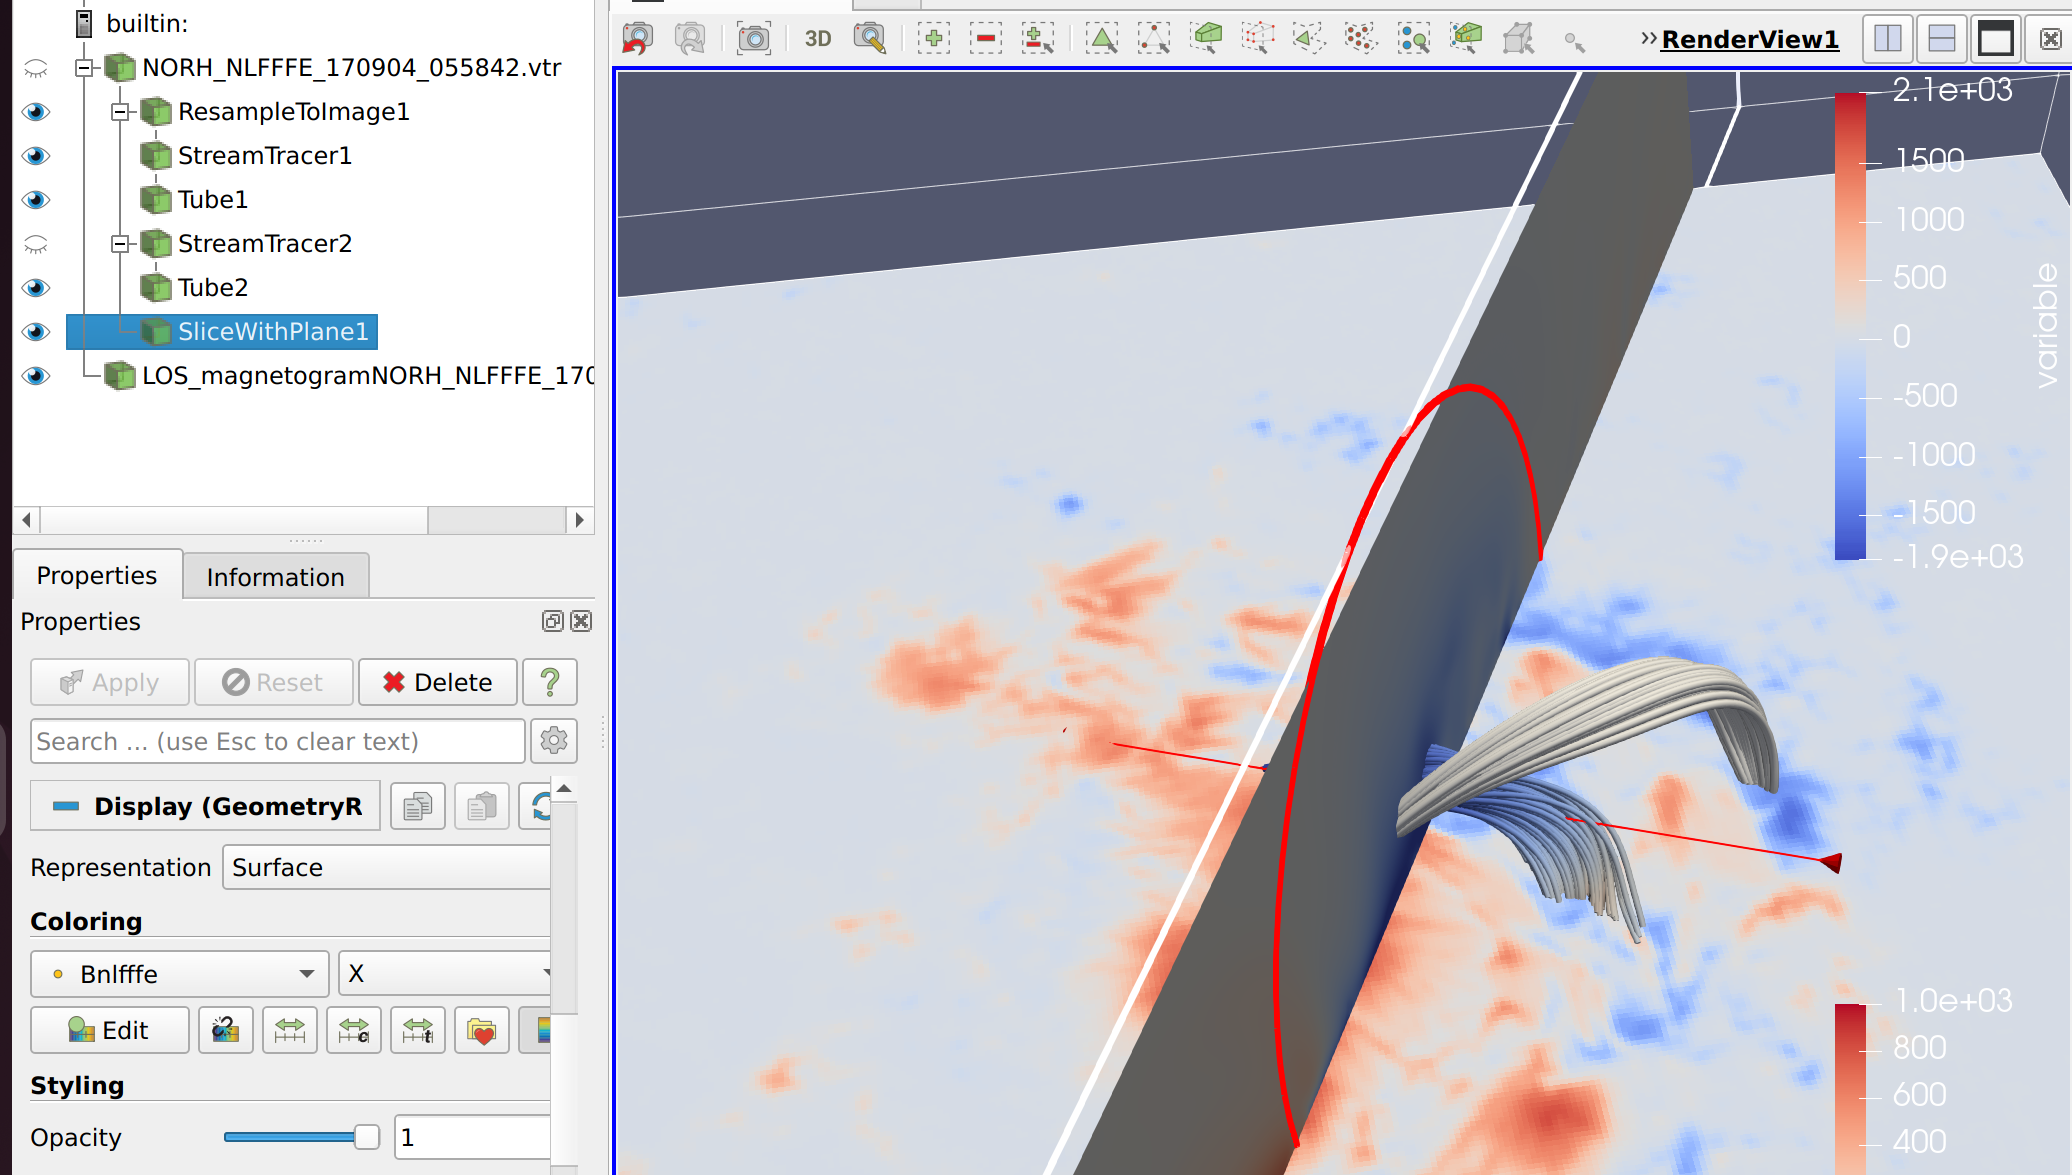 builtin:
NORH_NLFFFE_170904_055842.vtr
ResampleToImage1
StreamTracer1
Tube1
StreamTracer2
Tube2
SliceWithPlane1
LOS_magnetogramNORH_NLFFFE_170
Properties
Information
Properties
Apply
Reset
Delete
?
Search ... (use Esc to clear text)
Display (GeometryR
Representation
Surface
Coloring
Bnlfffe
X
Edit
c
t
Styling
Opacity
1
3D
RenderView1
2.1e+03
1500
1000
500
0
-500
-1000
-1500
-1.9e+03
variable
1.0e+03
800
600
400